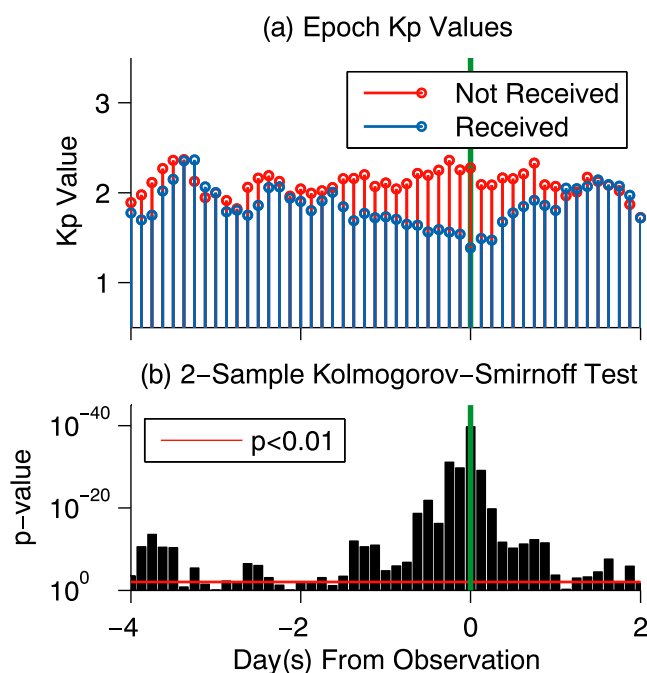 (a) Epoch Kp Values
Not Received
Received
3
2
1
Kp Value
(b) 2-Sample Kolmogorov-Smirnoff Test
p<0.01
10^-40
10^-20
10^0
p-value
-4
-2
0
2
Day(s) From Observation